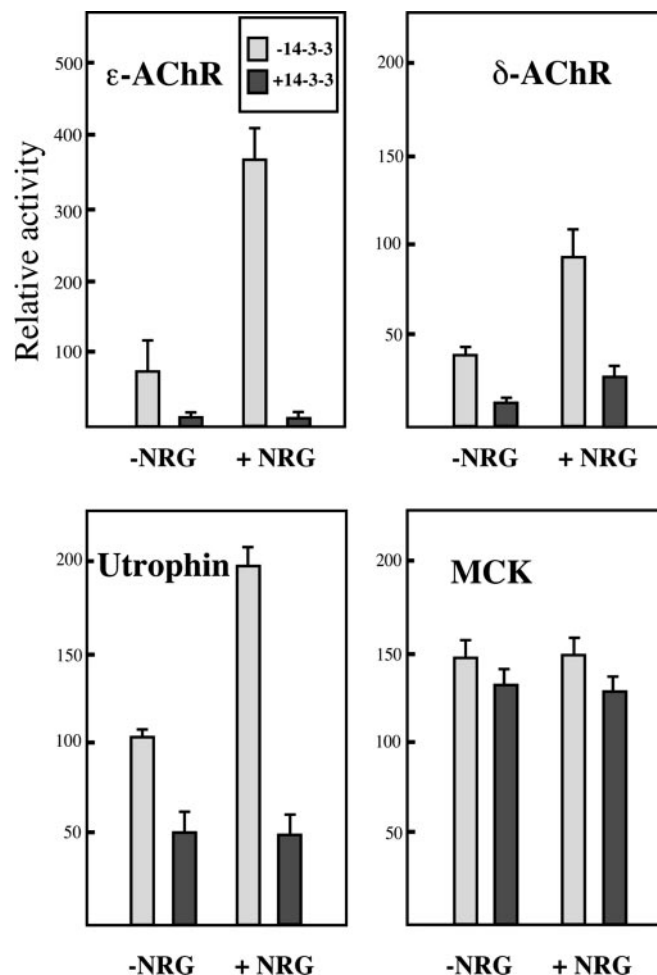 -14-3-3
+14-3-3
ε-AChR
500
400
300
200
100
Relative activity
-NRG + NRG
δ-AChR
200
150
100
50
-NRG + NRG
Utrophin
200
150
100
50
-NRG + NRG
MCK
200
150
100
50
-NRG + NRG